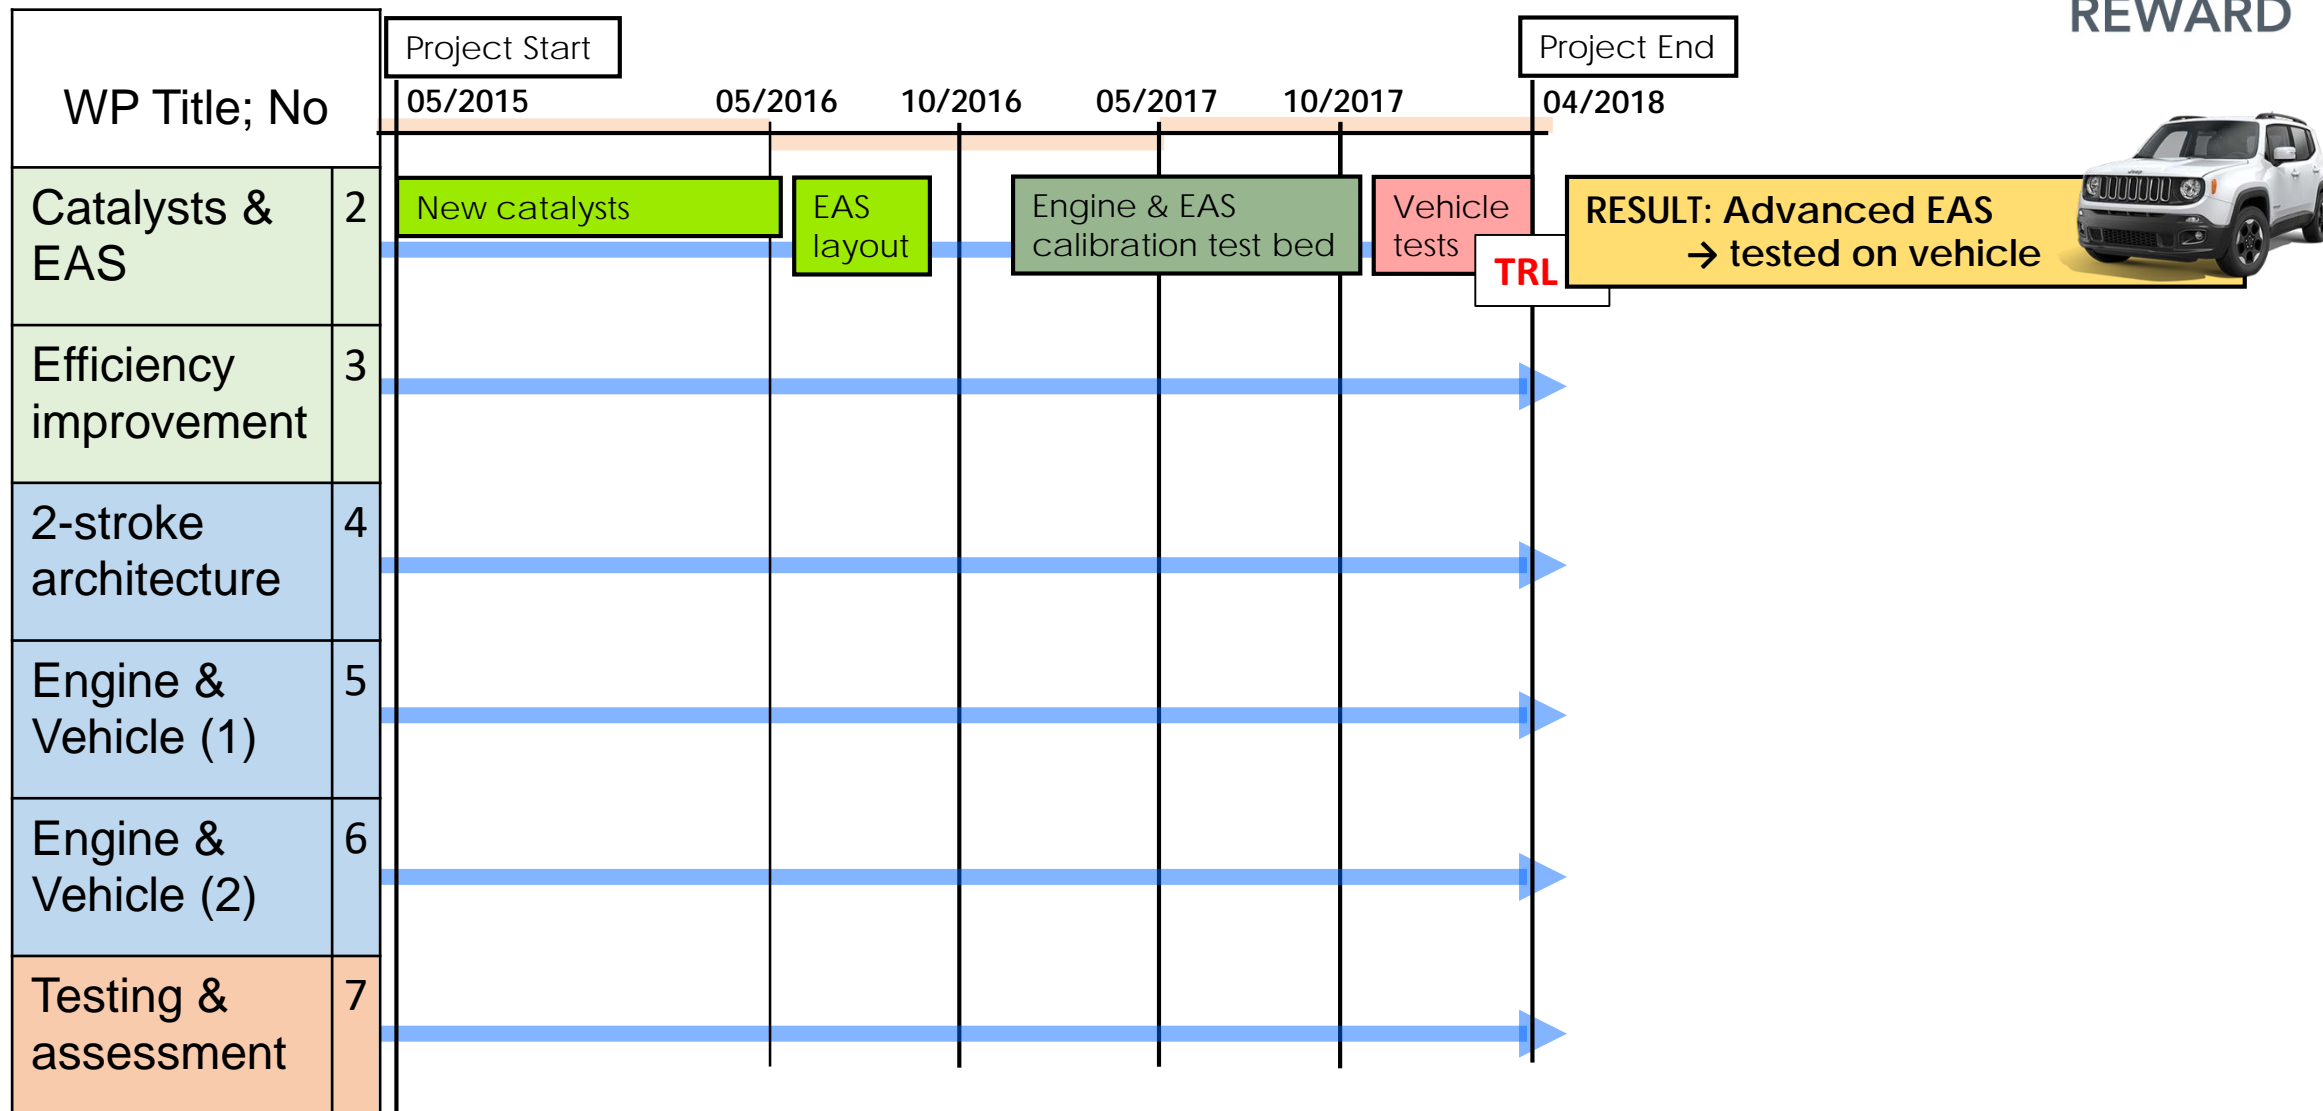 REWARD
Project Start
Project End
WP Title; No
05/2015
05/2016
10/2016
05/2017
10/2017
04/2018
Catalysts &
EAS
2
New catalysts
EAS
layout
Engine & EAS
calibration test bed
Vehicle
tests
TRL
RESULT: Advanced EAS
→ tested on vehicle
Efficiency
improvement
3
2-stroke
architecture
4
Engine &
Vehicle (1)
5
Engine &
Vehicle (2)
6
Testing &
assessment
7